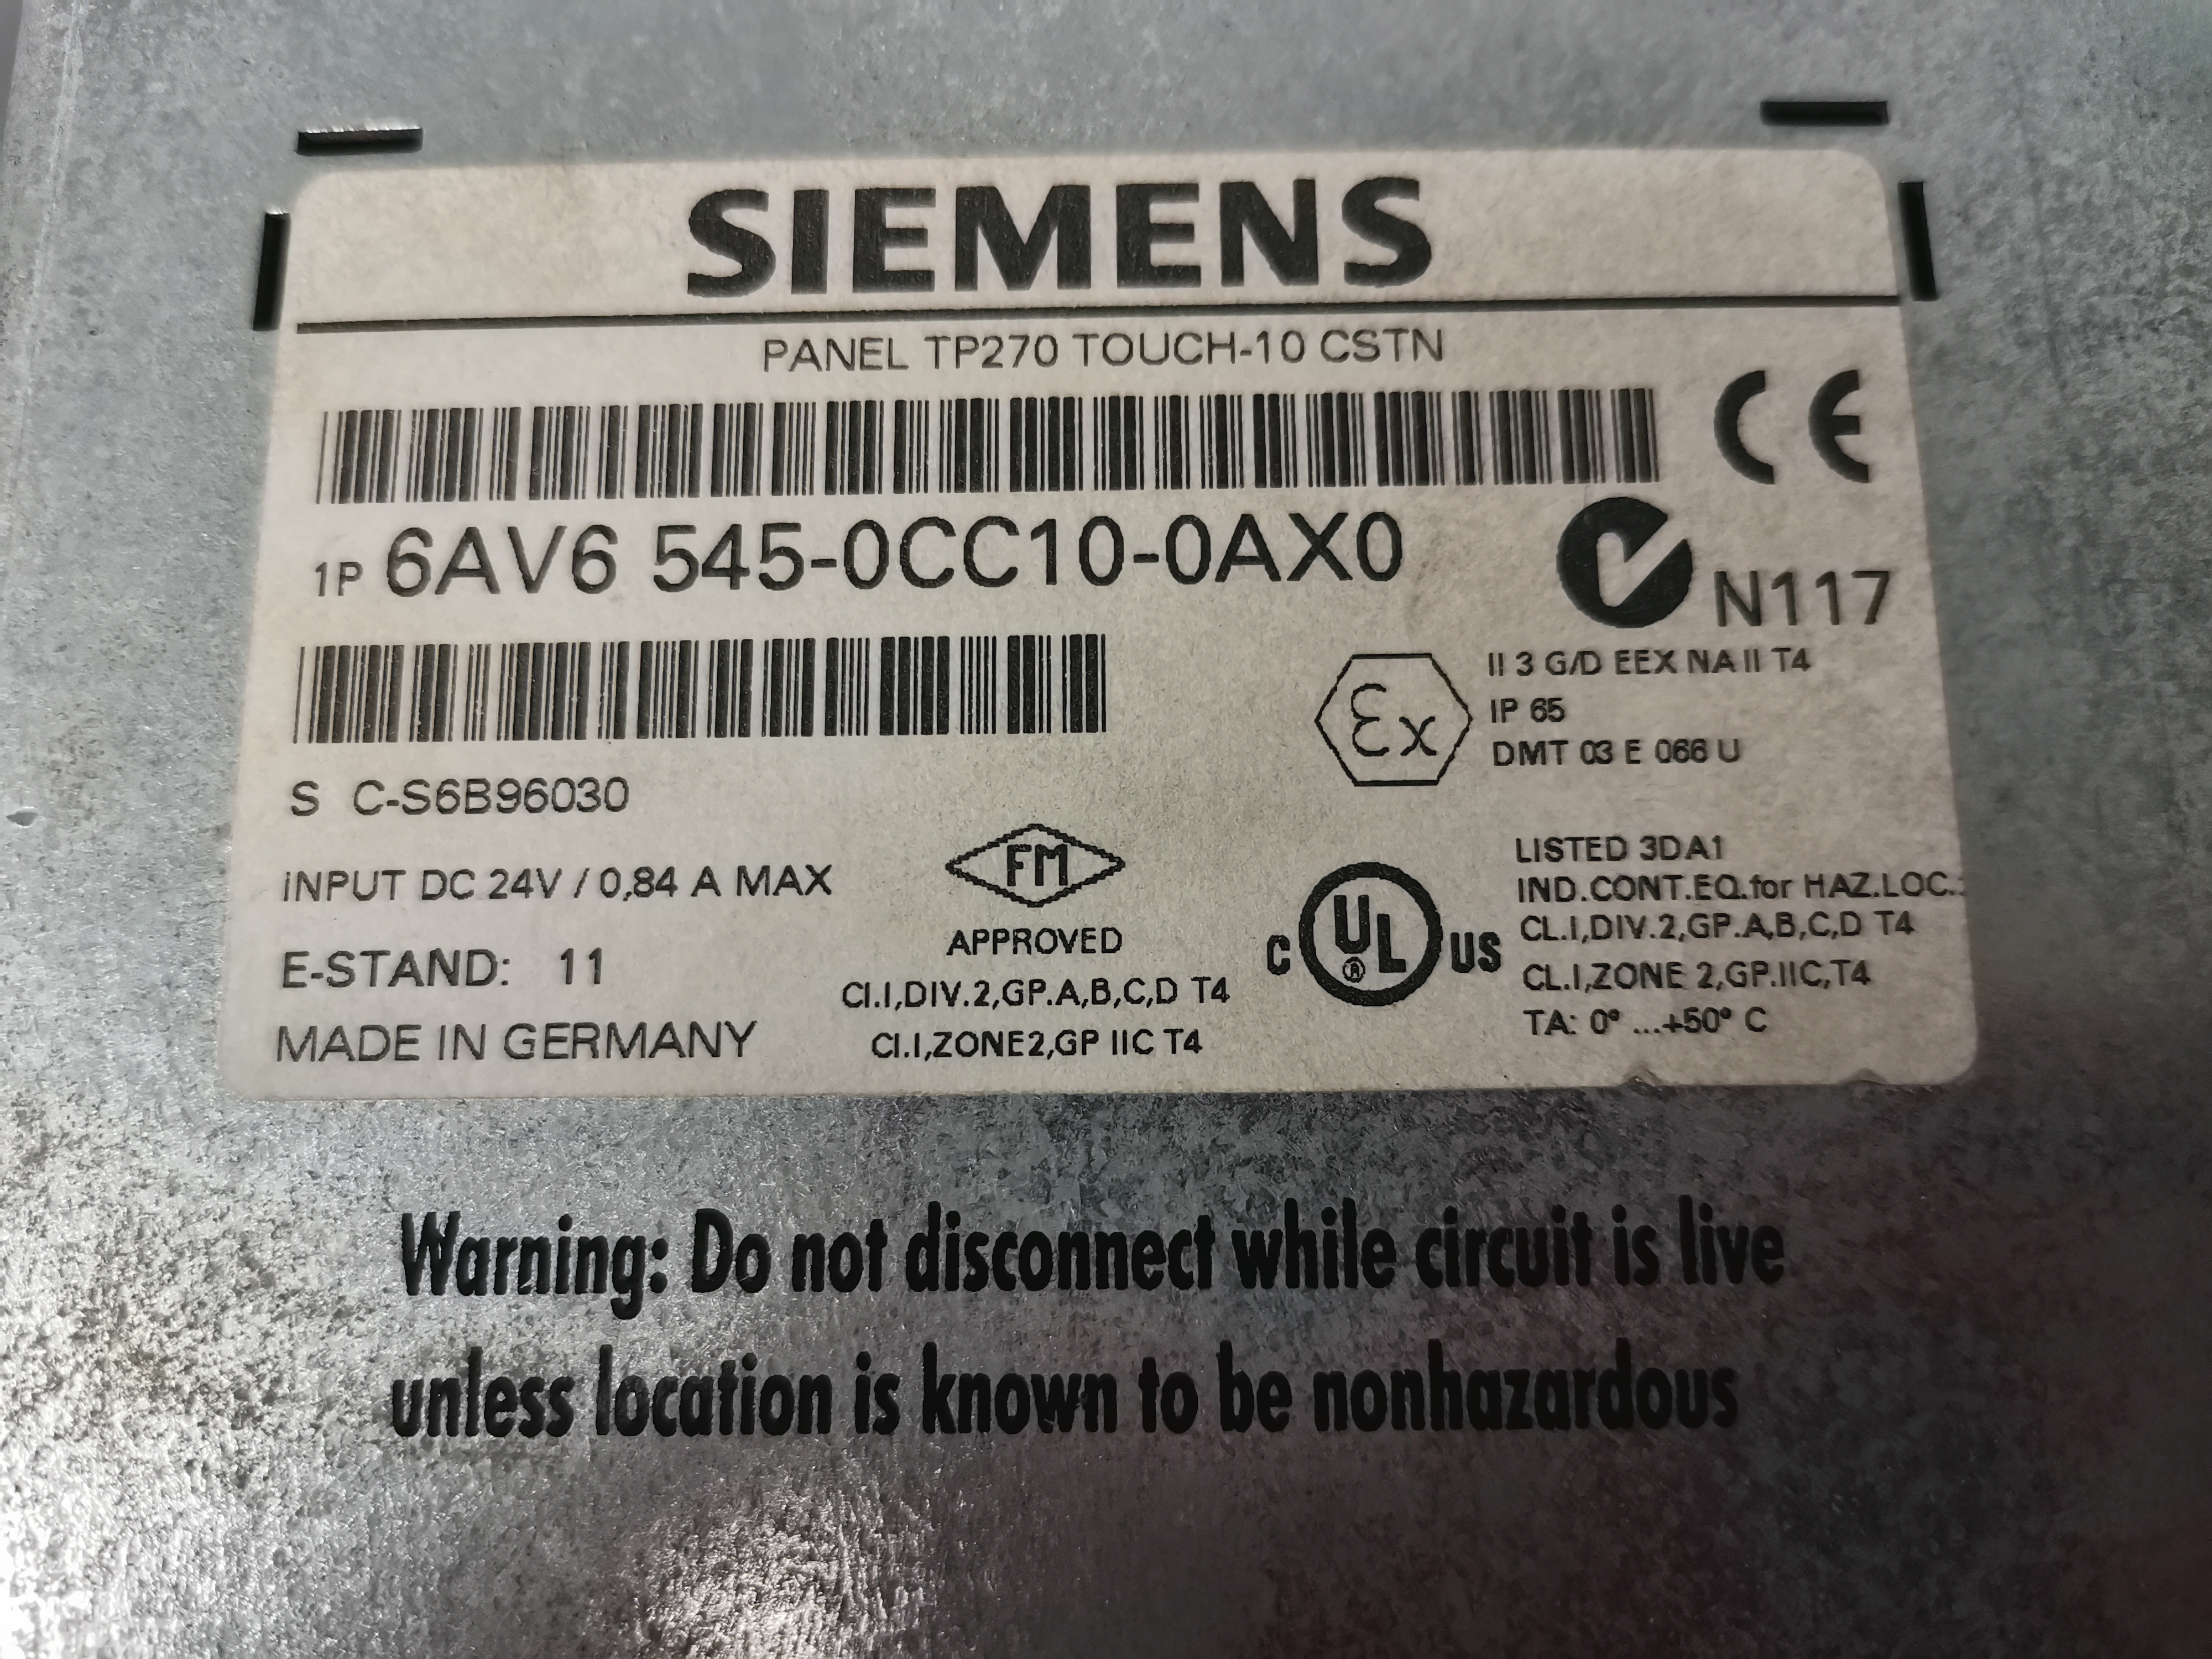 SIEMENS
PANEL TP270 TOUCH-10 CSTN
CE
1P 6AV6 545-0CC10-0AX0
N117
Ex
II 3 G/D EEX NA II T4
IP 65
DMT 03 E 066 U
S C-S6B96030
INPUT DC 24V / 0,84 A MAX
E-STAND: 11
MADE IN GERMANY
FM
APPROVED
Cl.I,DIV.2,GP.A,B,C,D T4
Cl.I,ZONE2,GP IIC T4
C UL ® US
LISTED 3DA1
IND.CONT.EQ.for HAZ.LOC.:
CL.I,DIV.2,GP.A,B,C,D T4
CL.I,ZONE 2,GP.IIC,T4
TA: 0° ...+50° C
Warning: Do not disconnect while circuit is live
unless location is known to be nonhazardous